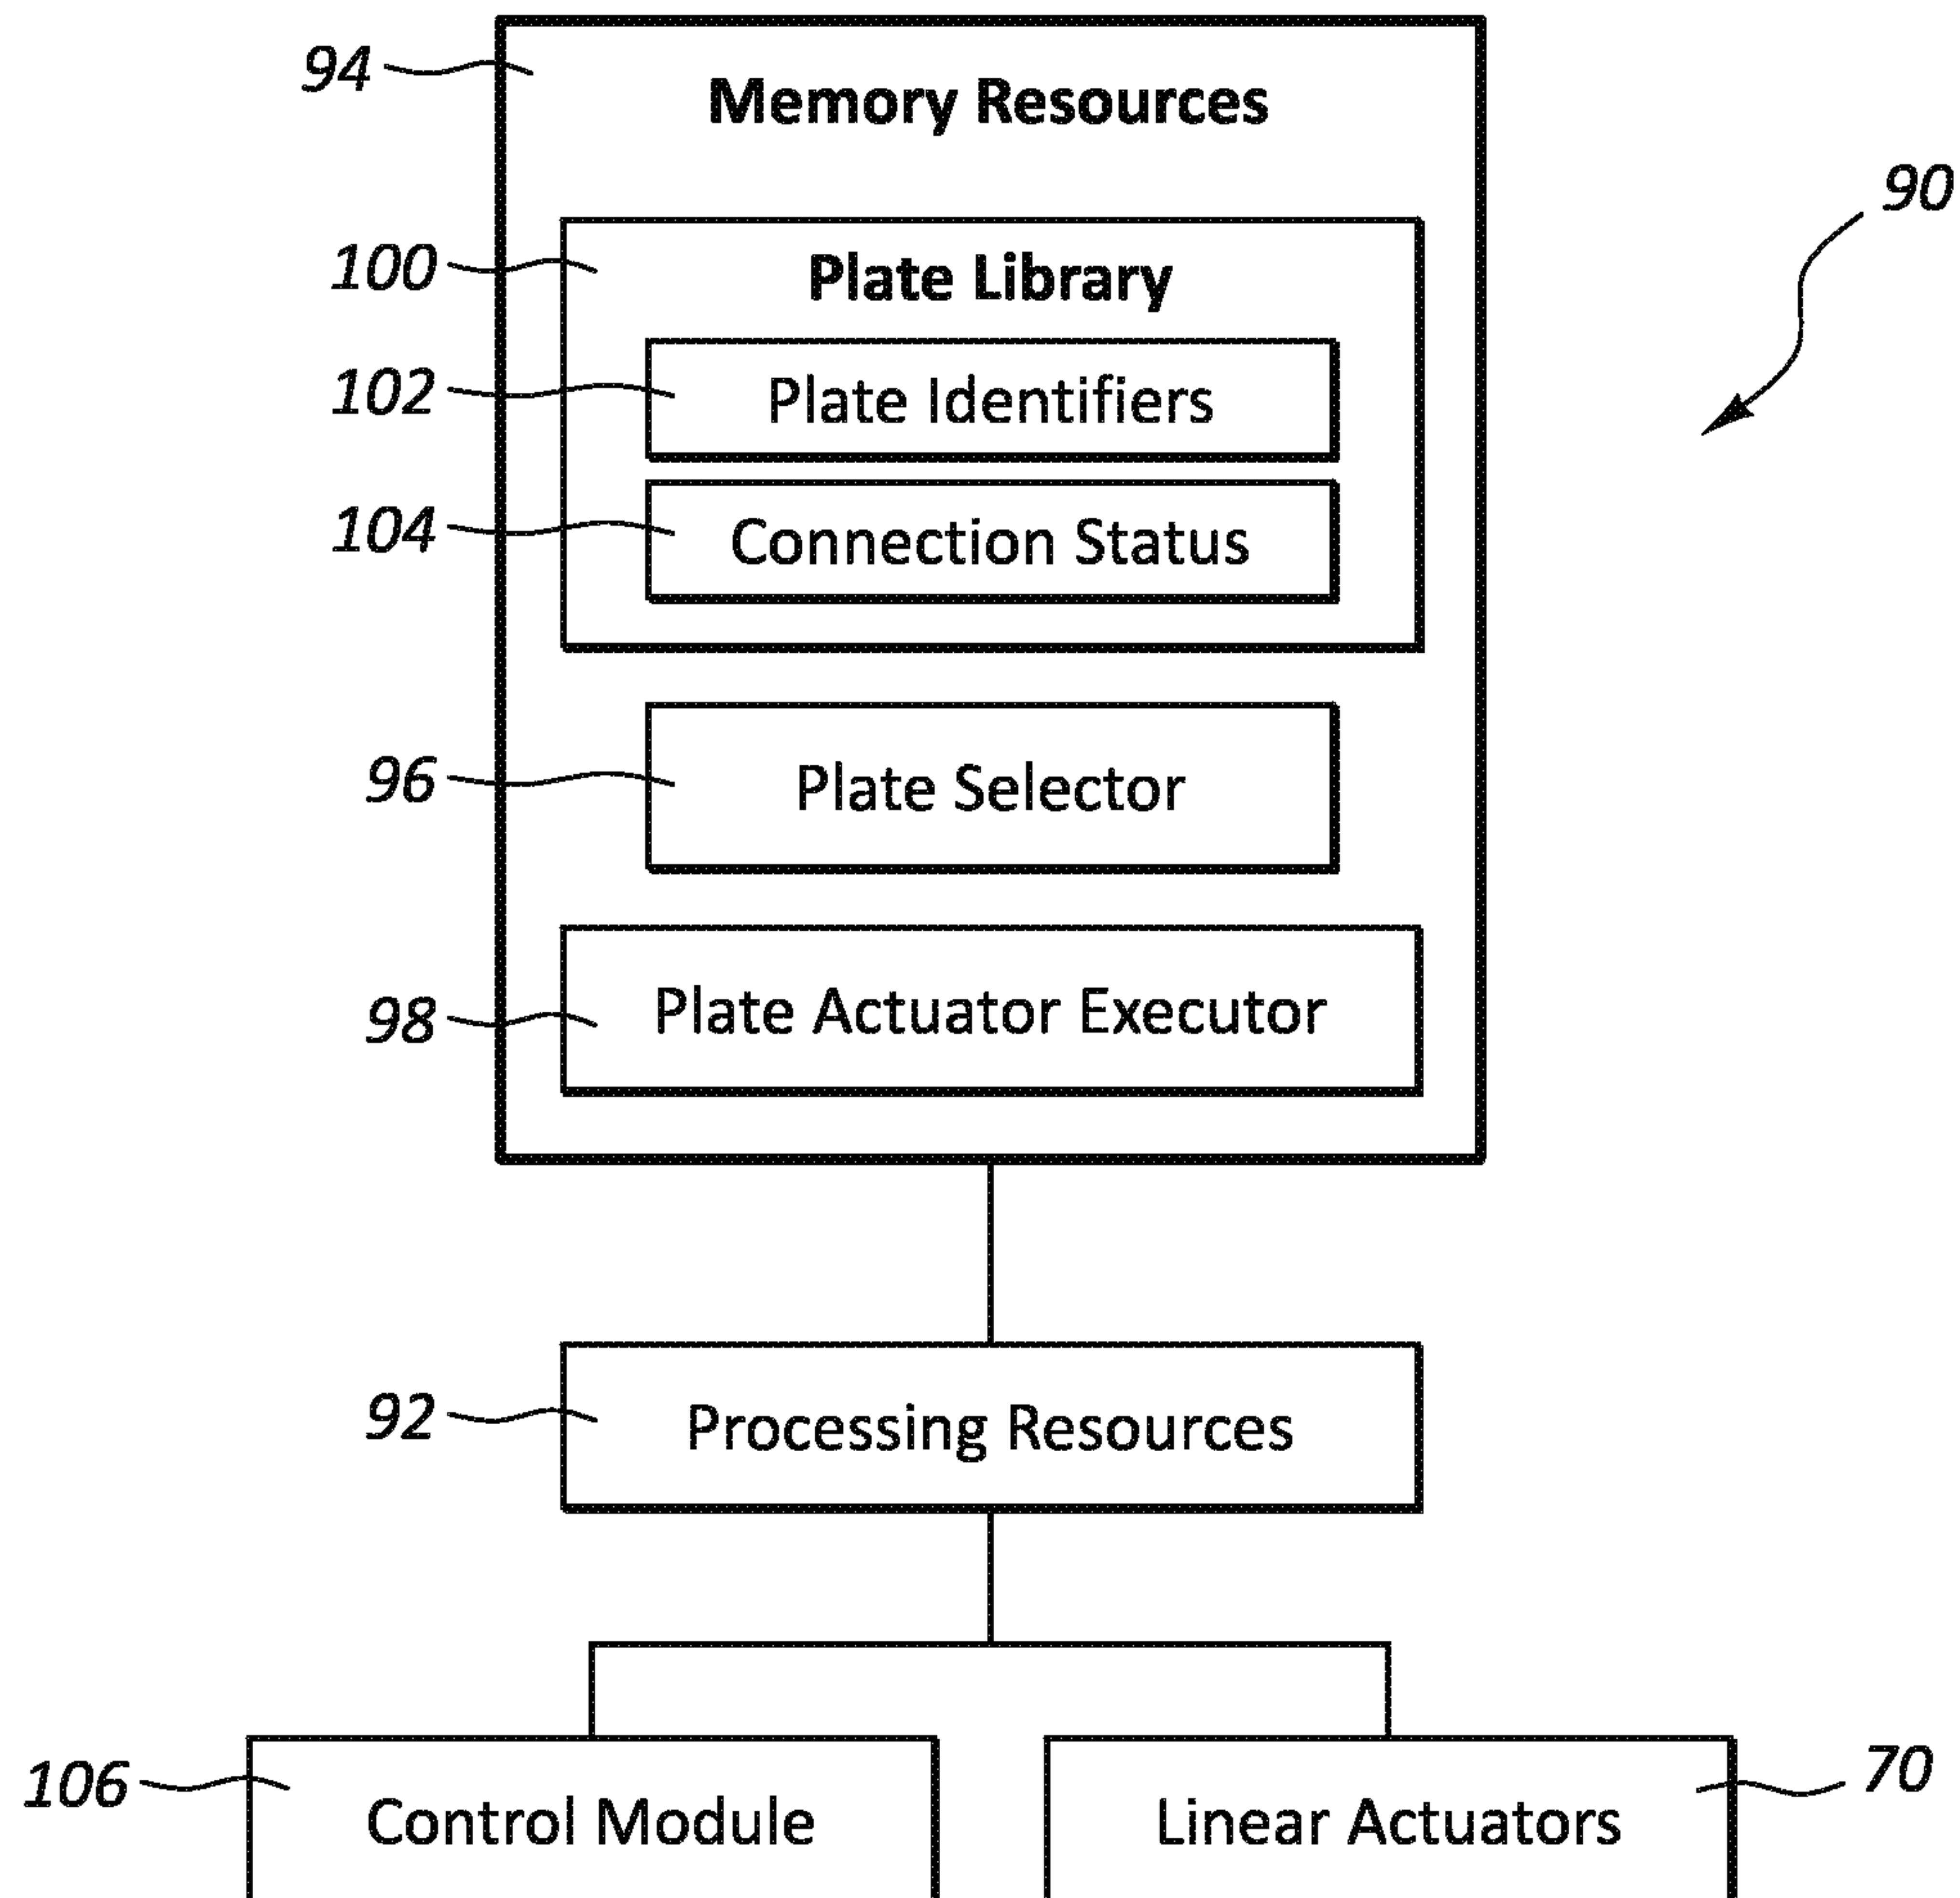 94
Memory Resources
90
100
Plate Library
102
Plate Identifiers
104
Connection Status
96
Plate Selector
98
Plate Actuator Executor
92
Processing Resources
106
Control Module
Linear Actuators
70